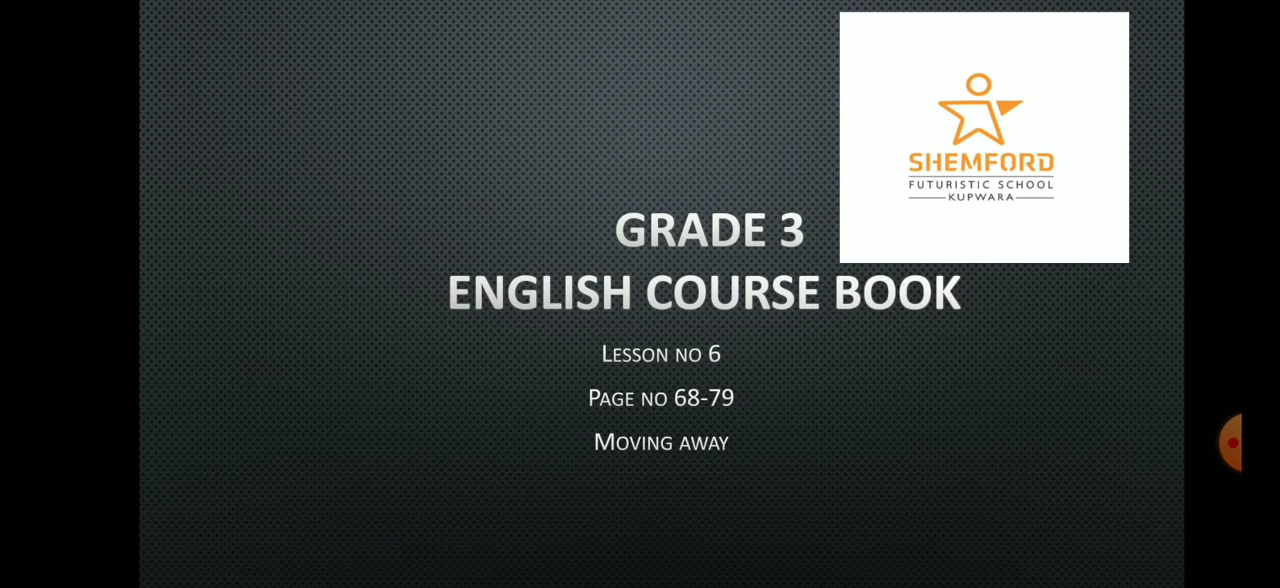 SHEMFORD
FUTURISTIC SCHOOL
KUPWARA
GRADE 3
ENGLISH COURSE BOOK
LESSON NO 6
PAGE NO 68-79
MOVING AWAY